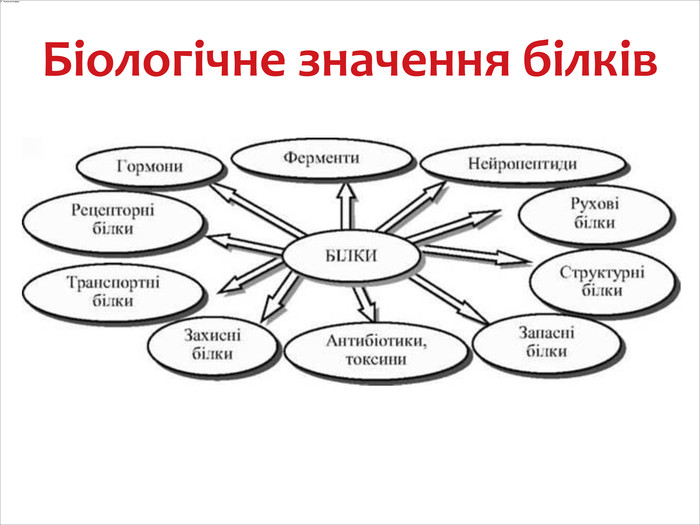 Біологічне значення білків
Гормони
Ферменти
Нейропептиди
Рецепторні
білки
Рухові
білки
БІЛКИ
Транспортні
білки
Структурні
білки
Захисні
білки
Антибіотики,
токсини
Запасні
білки